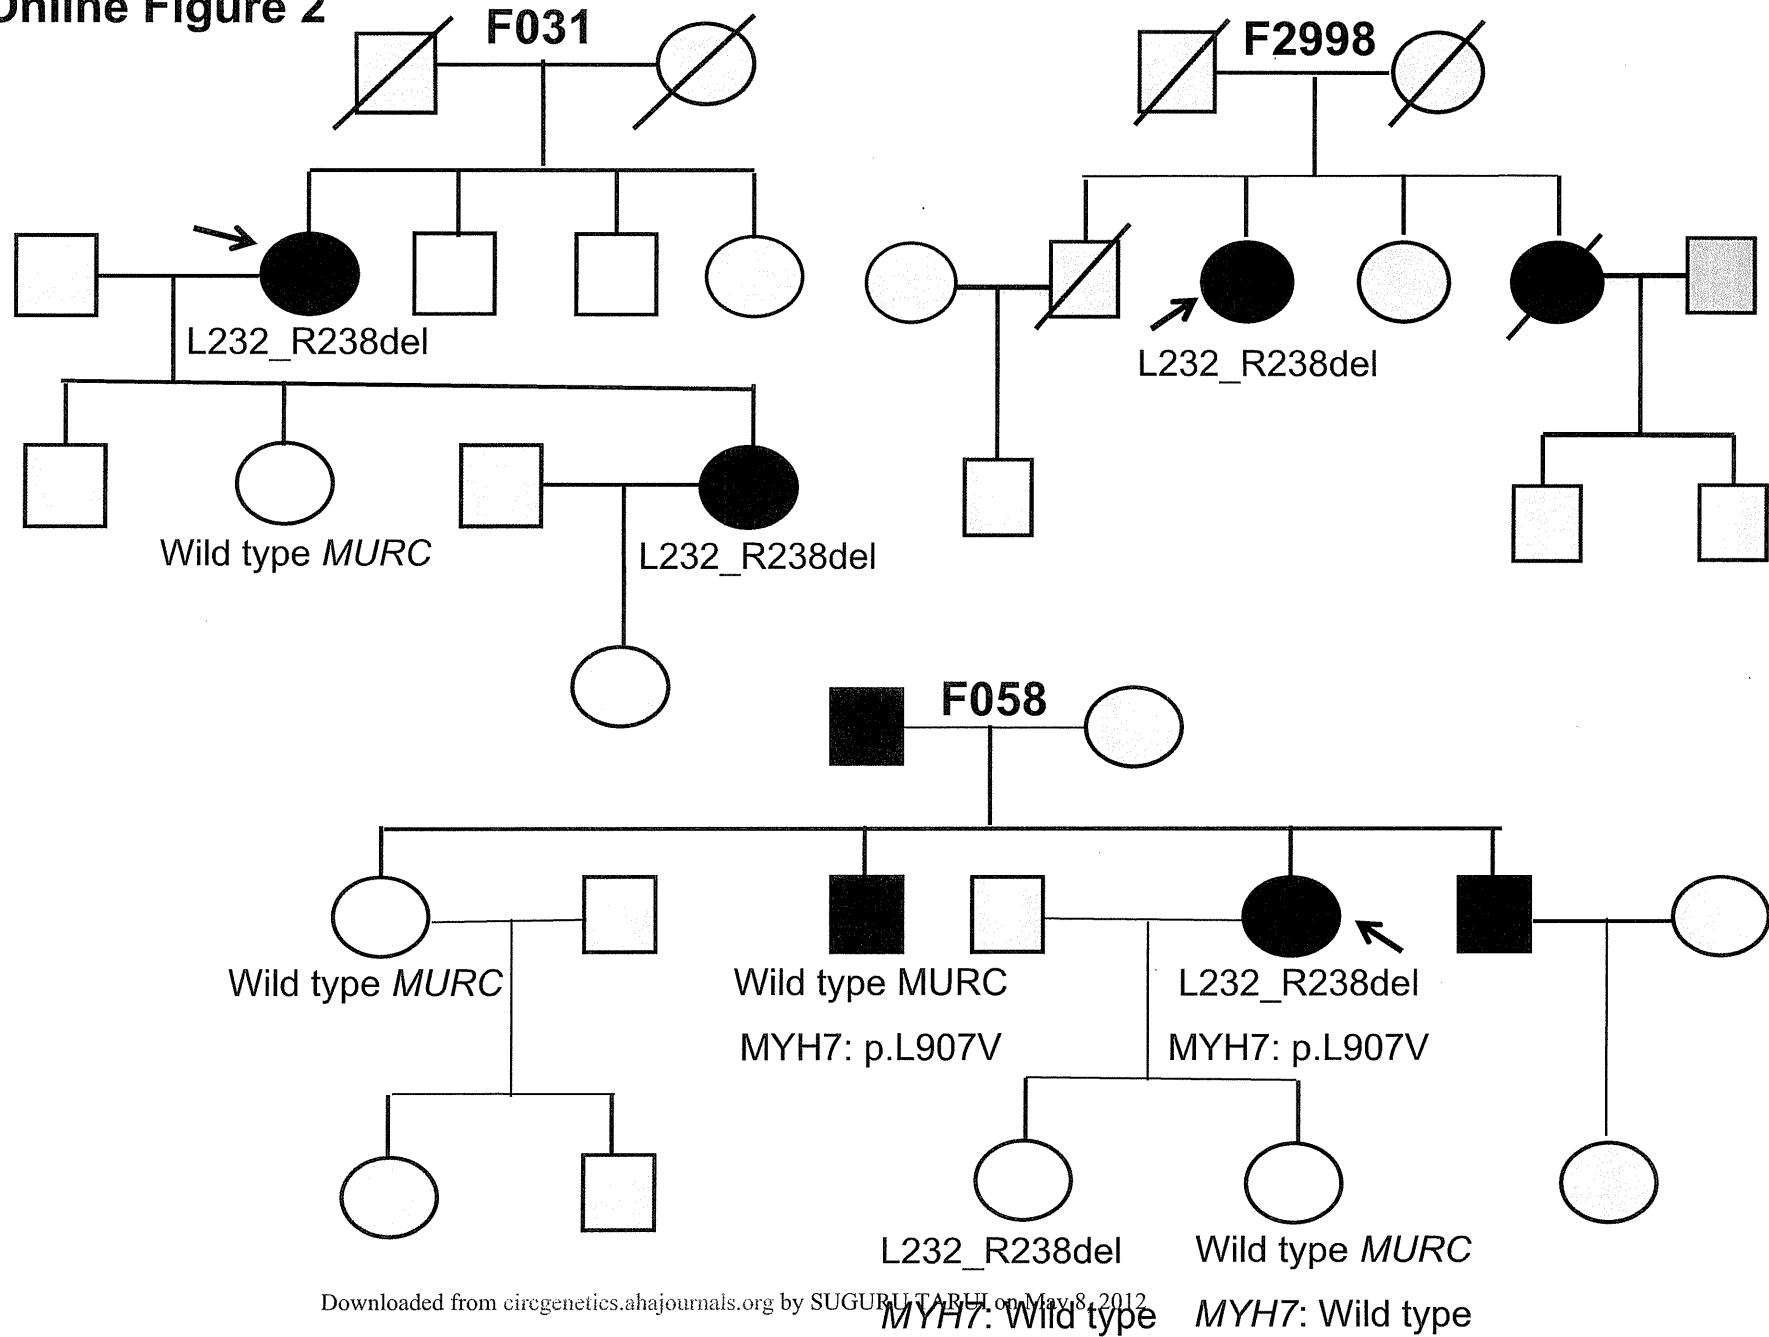 Online Figure 2
F031
F2998
L232_R238del
L232_R238del
Wild type MURC
L232_R238del
F058
Wild type MURC
Wild type MURC
L232_R238del
MYH7: p.L907V
MYH7: p.L907V
L232_R238del
Wild type MURC
Downloaded from circgenetics.ahajournals.org by SUGURU TARUI on May 8, 2012
MYH7: Wild type
MYH7: Wild type